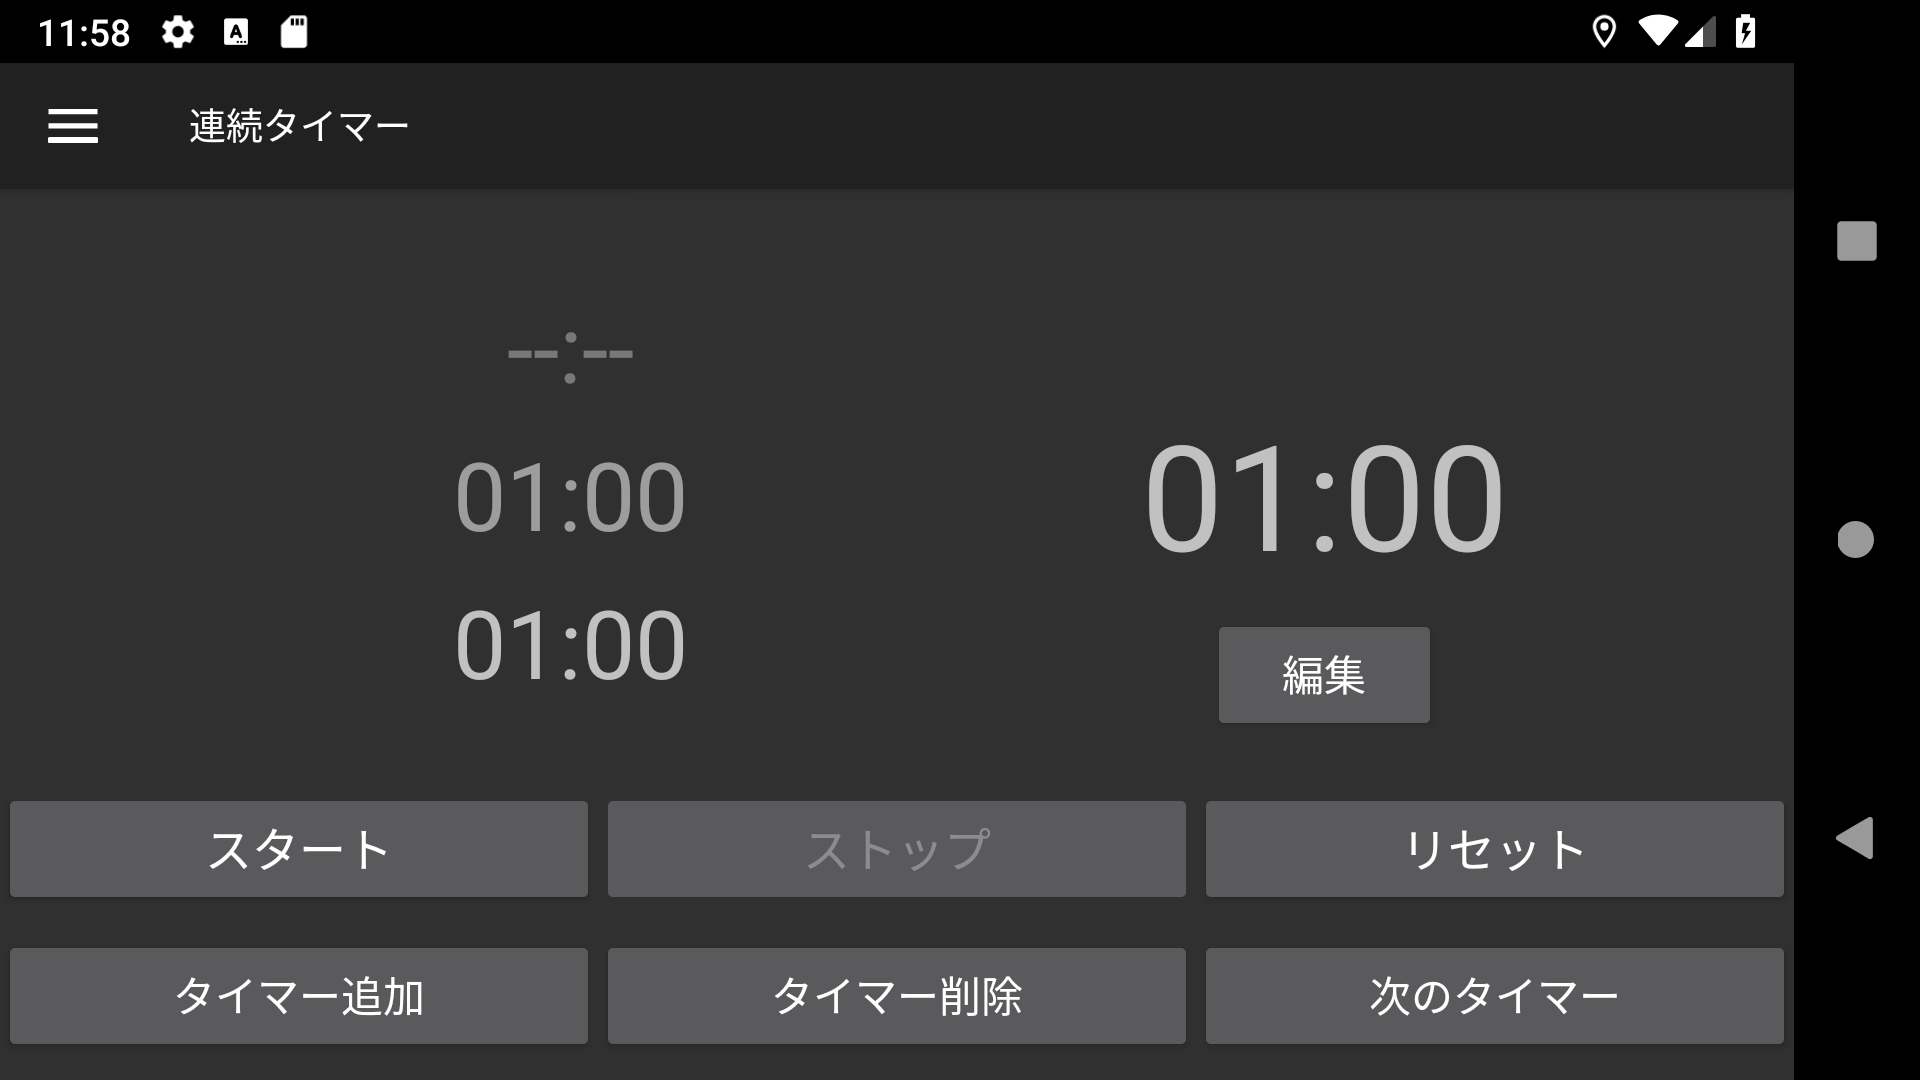 11:58
連続タイマー
--:--
01:00
01:00
01:00
編集
スタート
ストップ
リセット
タイマー追加
タイマー削除
次のタイマー